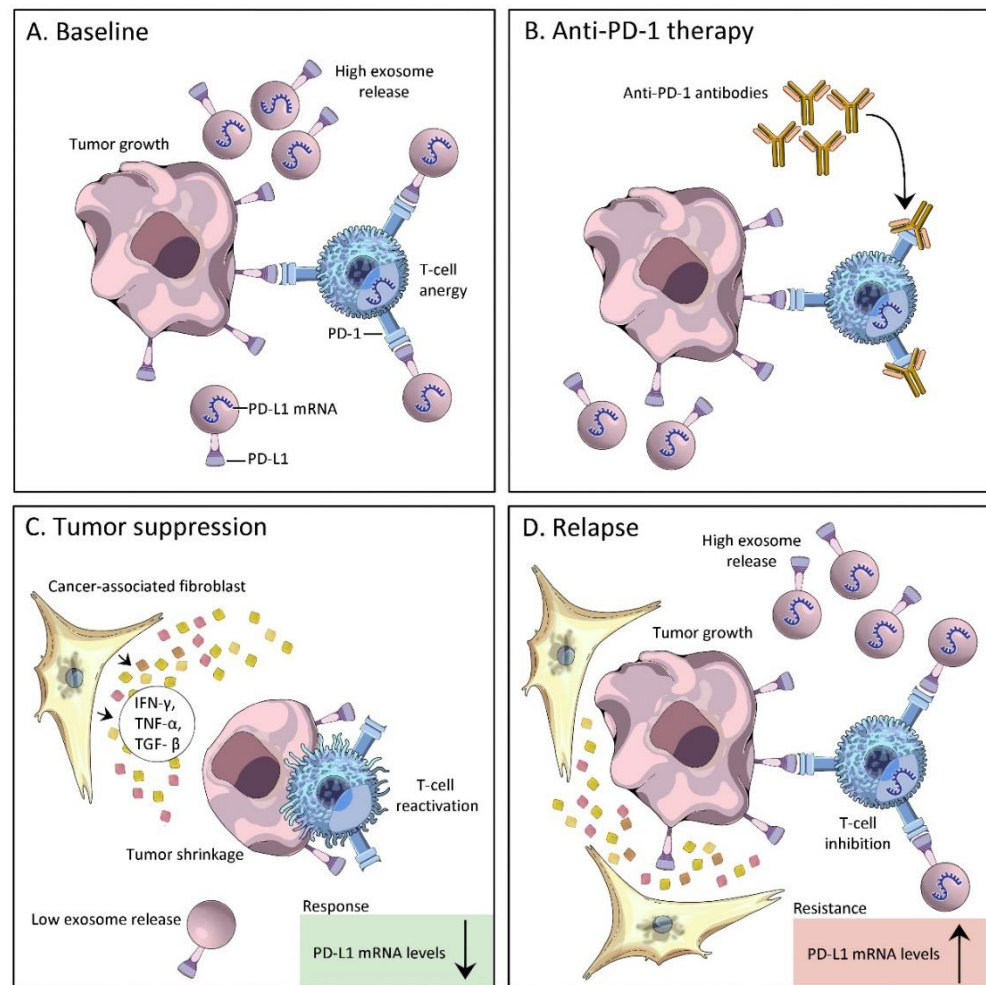 A. Baseline
High exosome
release
Tumor growth
T-cell
anergy
PD-1
PD-L1 mRNA
PD-L1
B. Anti-PD-1 therapy
Anti-PD-1 antibodies
C. Tumor suppression
Cancer-associated fibroblast
IFN-γ,
TNF-α,
TGF- β
T-cell
reactivation
Tumor shrinkage
Low exosome release
Response
PD-L1 mRNA levels
D. Relapse
High exosome
release
Tumor growth
T-cell
inhibition
Resistance
PD-L1 mRNA levels